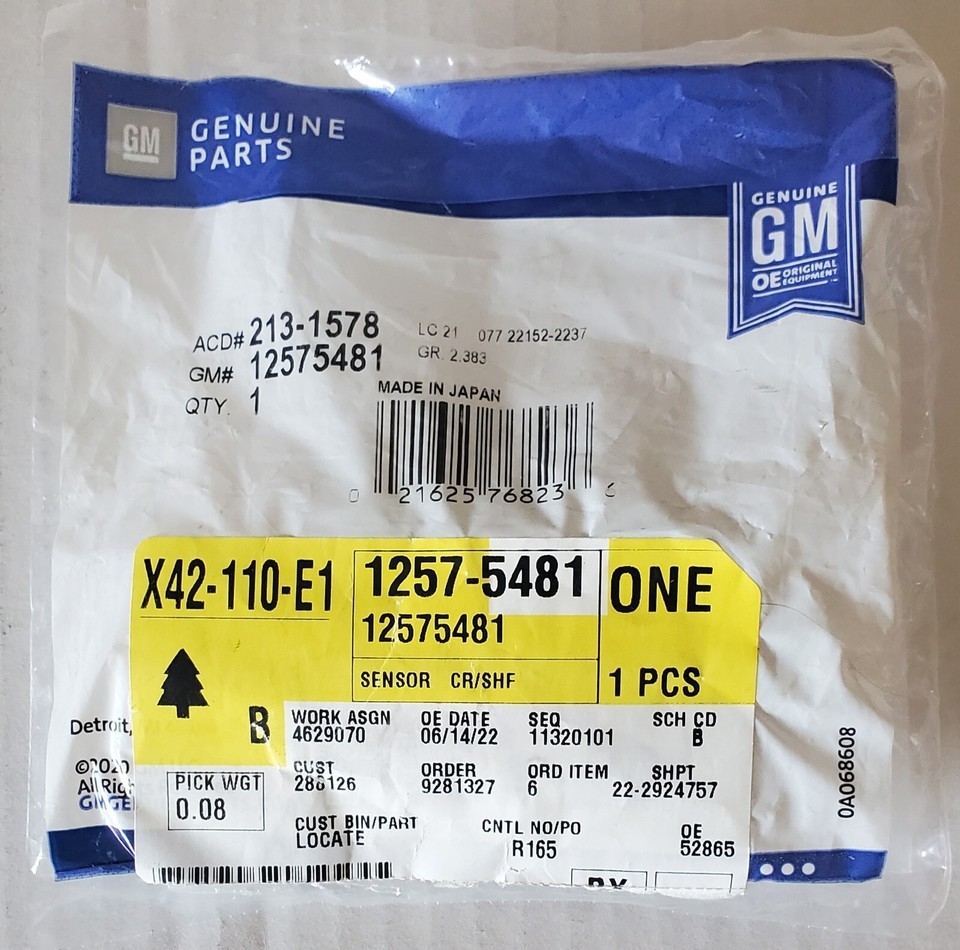 GM
GENUINE
PARTS
GENUINE
GM
OE ORIGINAL EQUIPMENT
ACD# 213-1578
GM# 12575481
QTY. 1
LC 21 077 22152-2237
GR. 2.383
MADE IN JAPAN
0 21625 76823
X42-110-E1
1257-5481
12575481
SENSOR CR/SHF
ONE
1 PCS
B
WORK ASGN
4629070
OE DATE
06/14/22
SEQ
11320101
SCH CD
B
PICK WGT
0.08
CUST
286126
ORDER
9281327
ORD ITEM
6
SHPT
22-2924757
CUST BIN/PART
LOCATE
CNTL NO/PO
R165
OE
52865
Detroit,
©2020
All
0A068608